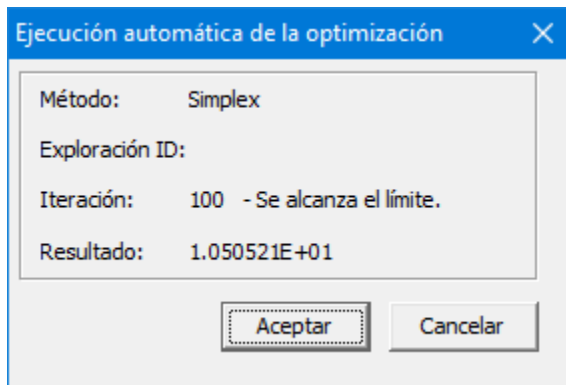 Ejecución automática de la optimización
Método: Simplex
Exploración ID:
Iteración: 100 - Se alcanza el límite.
Resultado: 1.050521E+01
Aceptar Cancelar